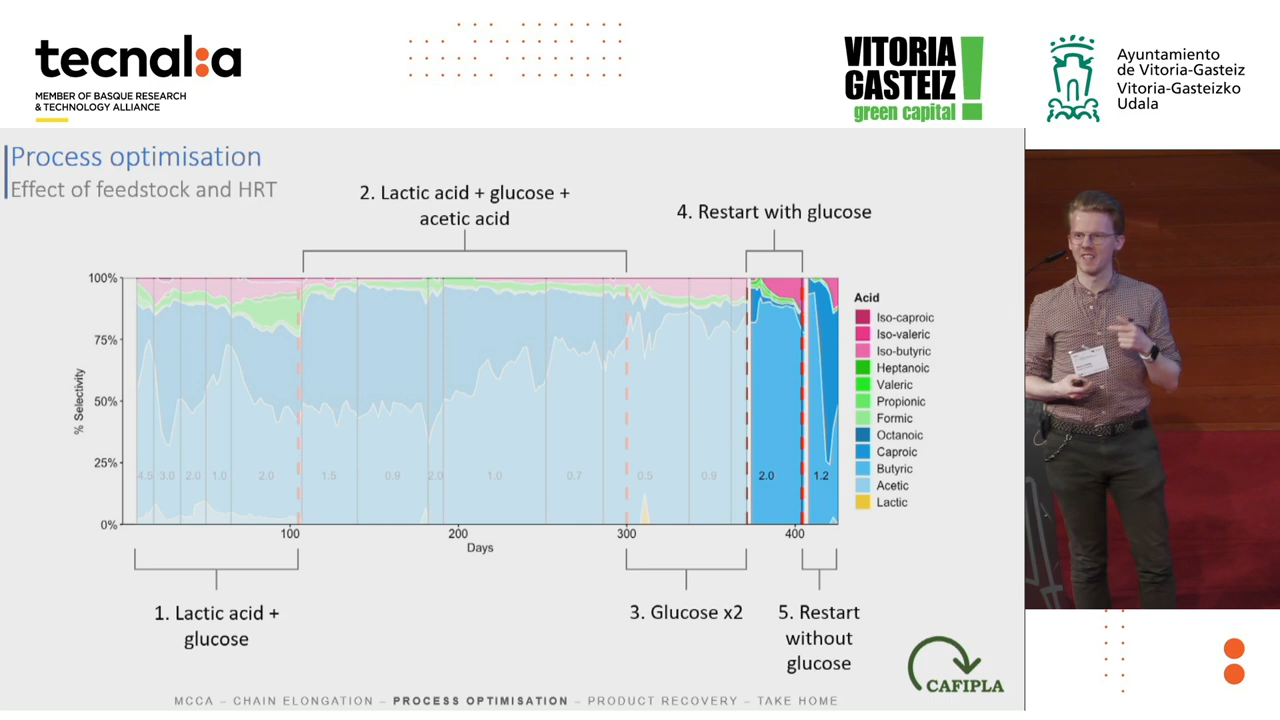 tecnal:a
MEMBER OF BASQUE RESEARCH
& TECHNOLOGY ALLIANCE
VITORIA
GASTEIZ
green capital
Ayuntamiento
de Vitoria-Gasteiz
Vitoria-Gasteizko
Udala
Process optimisation
Effect of feedstock and HRT
2. Lactic acid + glucose +
acetic acid
4. Restart with glucose
100%
75%
50%
25%
0%
% Selectivity
4.5 3.0 2.0 1.0 2.0 1.5 0.9 2.0 1.0 0.7 0.5 0.9 2.0 1.2
100 200 300 400
Days
Acid
Iso-caproic
Iso-valeric
Iso-butyric
Heptanoic
Valeric
Propionic
Formic
Octanoic
Caproic
Butyric
Acetic
Lactic
1. Lactic acid +
glucose
3. Glucose x2
5. Restart
without
glucose
CAFIPLA
MCCA – CHAIN ELONGATION – PROCESS OPTIMISATION – PRODUCT RECOVERY – TAKE HOME